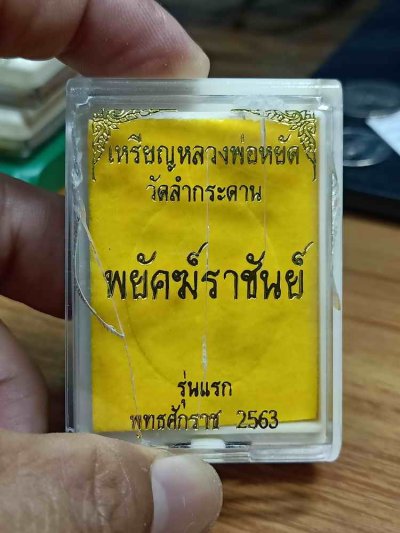 เหรียญหลวงพ่อหยัด
วัดลำกระดาน
พยัคฆ์ราชันย์
รุ่นแรก
พุทธศักราช 2563